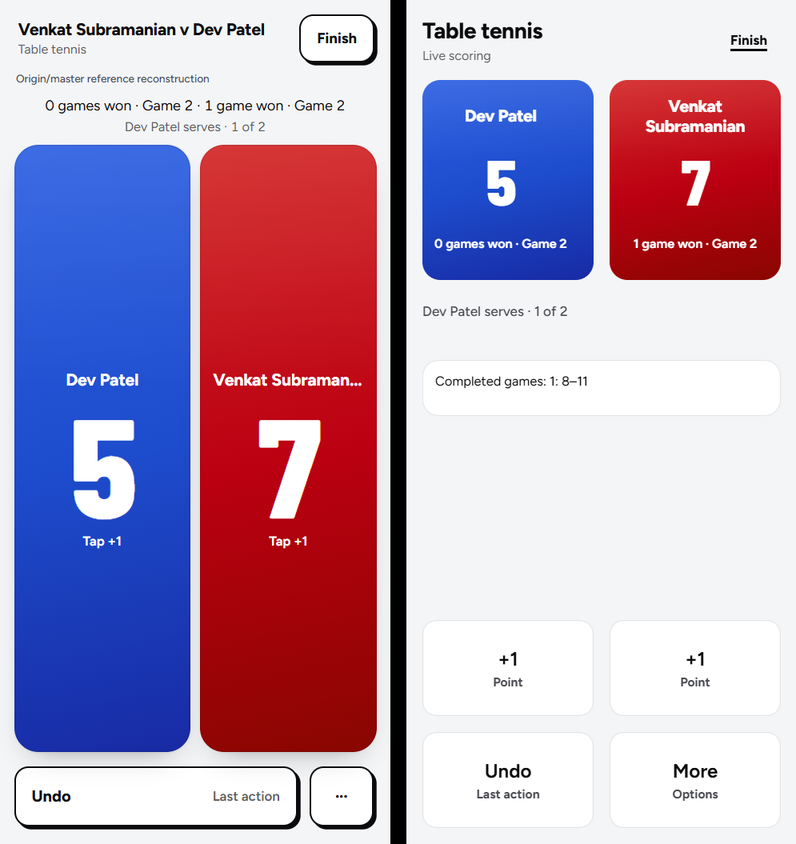 Venkat Subramanian v Dev Patel
Table tennis
Finish
Origin/master reference reconstruction
0 games won · Game 2 · 1 game won · Game 2
Dev Patel serves · 1 of 2
Dev Patel
5
Tap +1
Venkat Subraman...
7
Tap +1
Undo
Last action
...
Table tennis
Live scoring
Finish
Dev Patel
5
0 games won · Game 2
Venkat
Subramanian
7
1 game won · Game 2
Dev Patel serves · 1 of 2
Completed games: 1: 8–11
+1
Point
+1
Point
Undo
Last action
More
Options